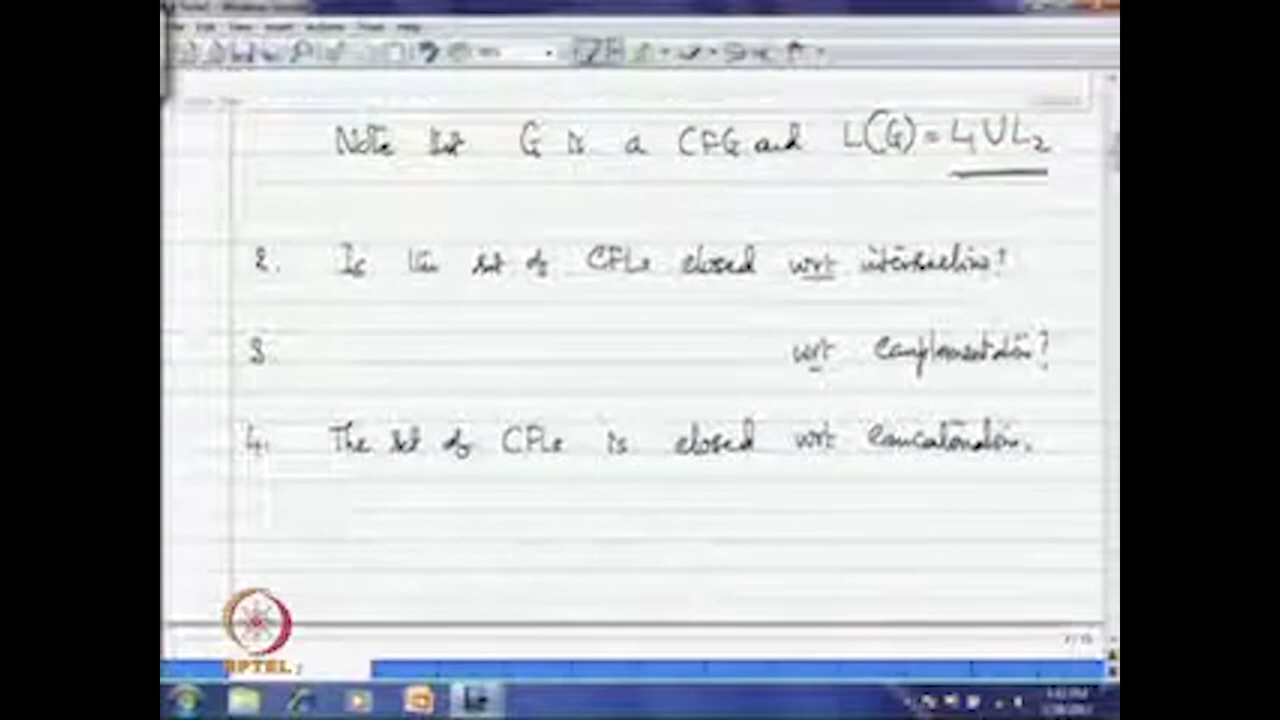 Note that G is a CFG and L(G) = L₁ U L₂
2. Is the set of CFLs closed wrt intersection?
3. wrt complementation?
4. The set of CFLs is closed wrt concatenation.
NPTEL